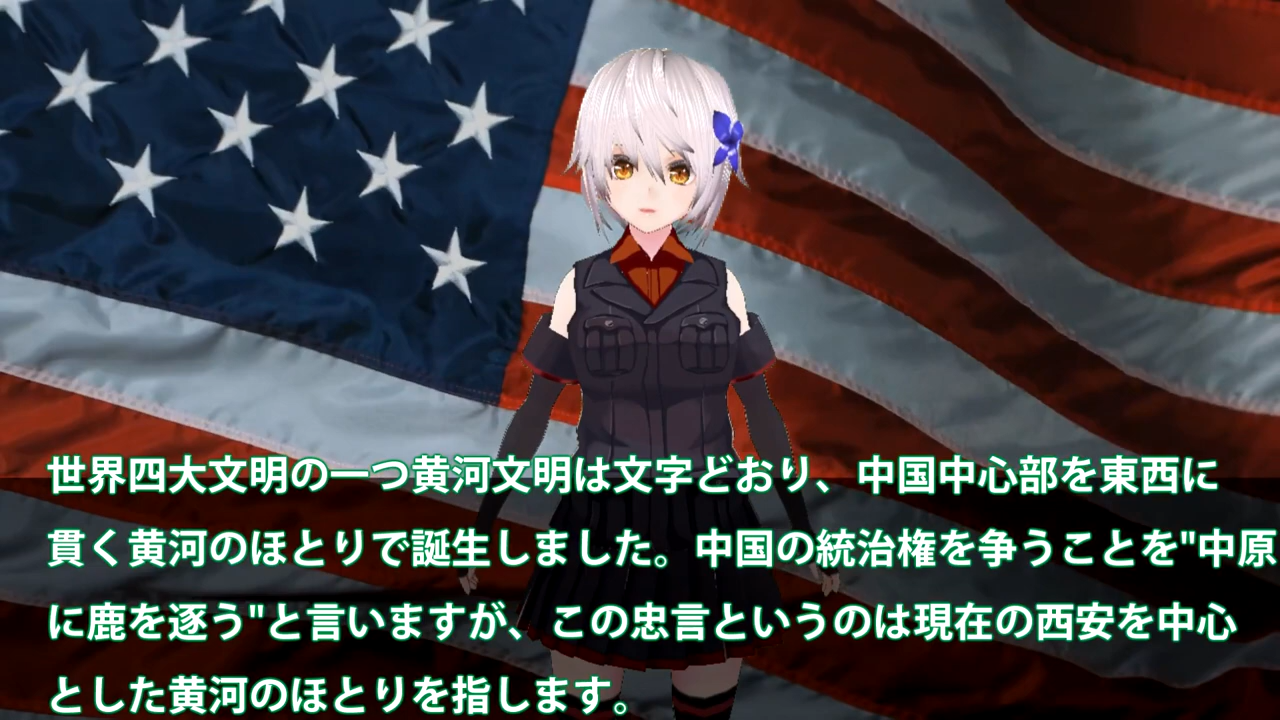 世界四大文明の一つ黄河文明は文字どおり、中国中心部を東西に
貫く黄河のほとりで誕生しました。中国の統治権を争うことを"中原
に鹿を逐う"と言いますが、この忠言というのは現在の西安を中心
とした黄河のほとりを指します。